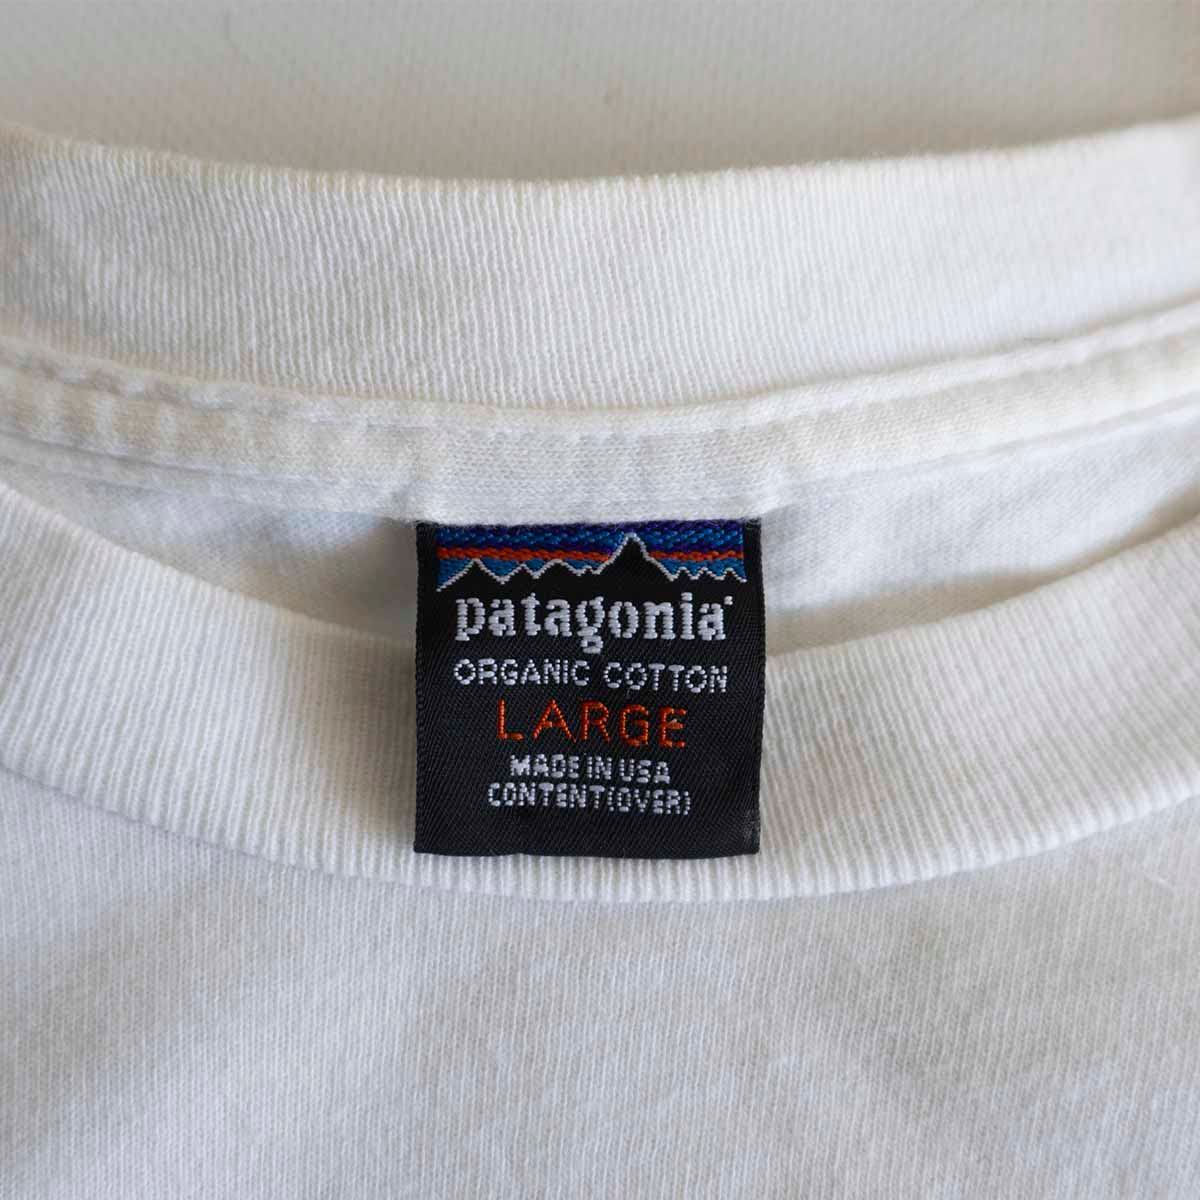 patagonia®
ORGANIC COTTON
LARGE
MADE IN USA
CONTENT(OVER)